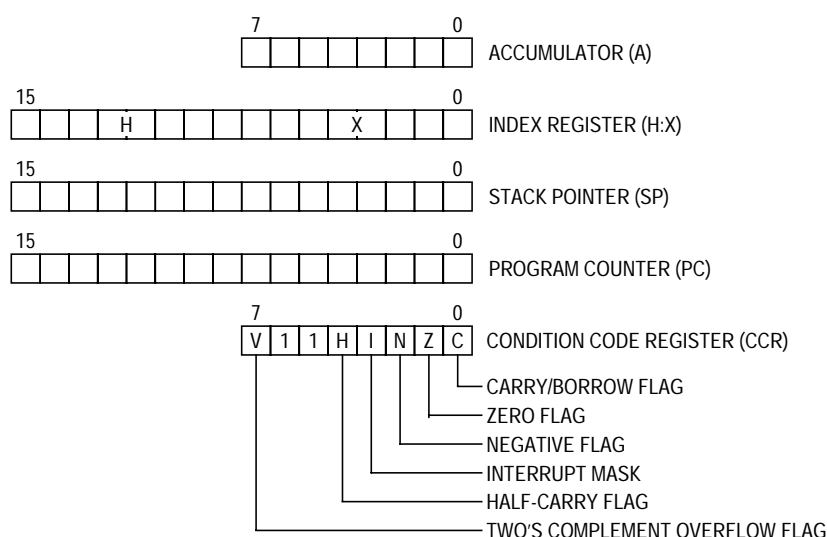 7 0
ACCUMULATOR (A)
15 0
H X INDEX REGISTER (H:X)
15 0
STACK POINTER (SP)
15 0
PROGRAM COUNTER (PC)
7 0
V 1 1 H I N Z C CONDITION CODE REGISTER (CCR)
CARRY/BORROW FLAG
ZERO FLAG
NEGATIVE FLAG
INTERRUPT MASK
HALF-CARRY FLAG
TWO'S COMPLEMENT OVERFLOW FLAG